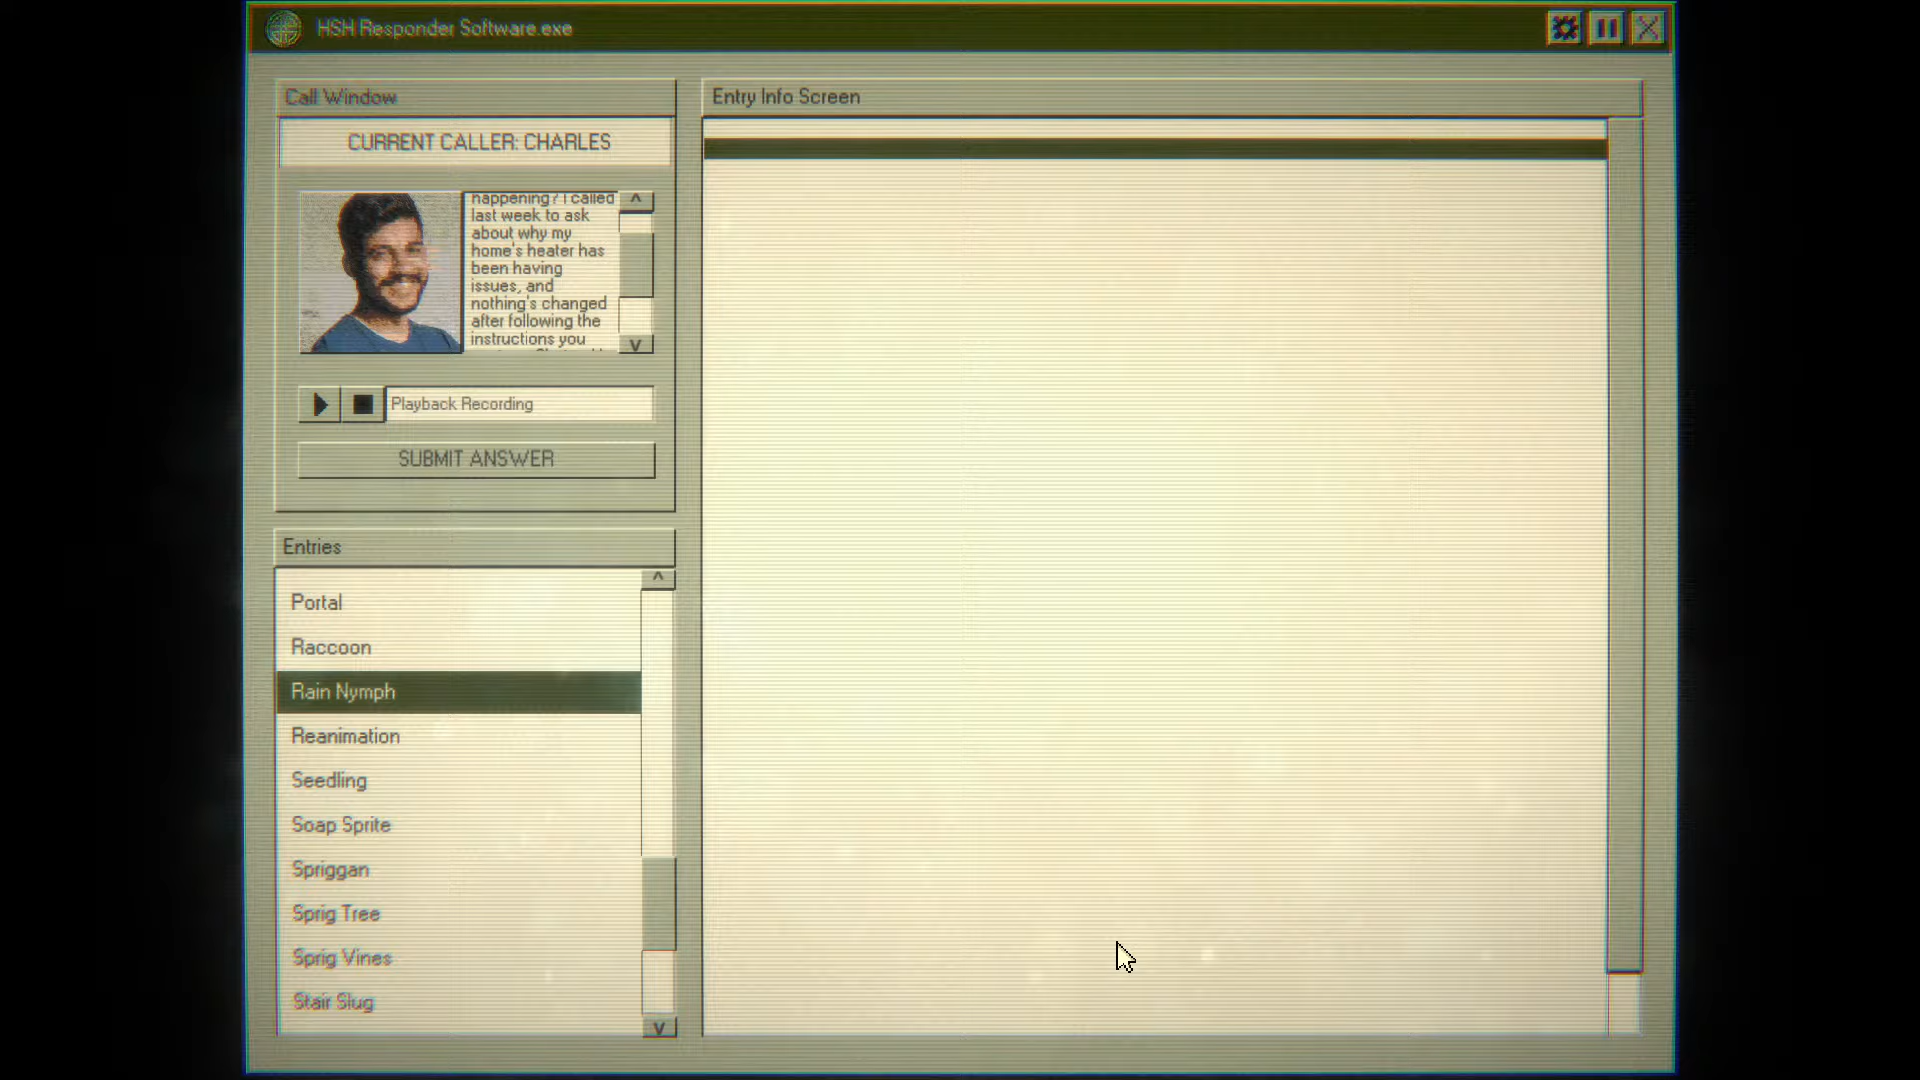 HSH Responder Software.exe
Call Window
CURRENT CALLER: CHARLES
happening? I called
last week to ask
about why my
home's heater has
been having
issues, and
nothing's changed
after following the
instructions you
Playback Recording
SUBMIT ANSWER
Entries
Portal
Raccoon
Rain Nymph
Reanimation
Seedling
Soap Sprite
Spriggan
Sprig Tree
Sprig Vines
Stair Slug
Entry Info Screen